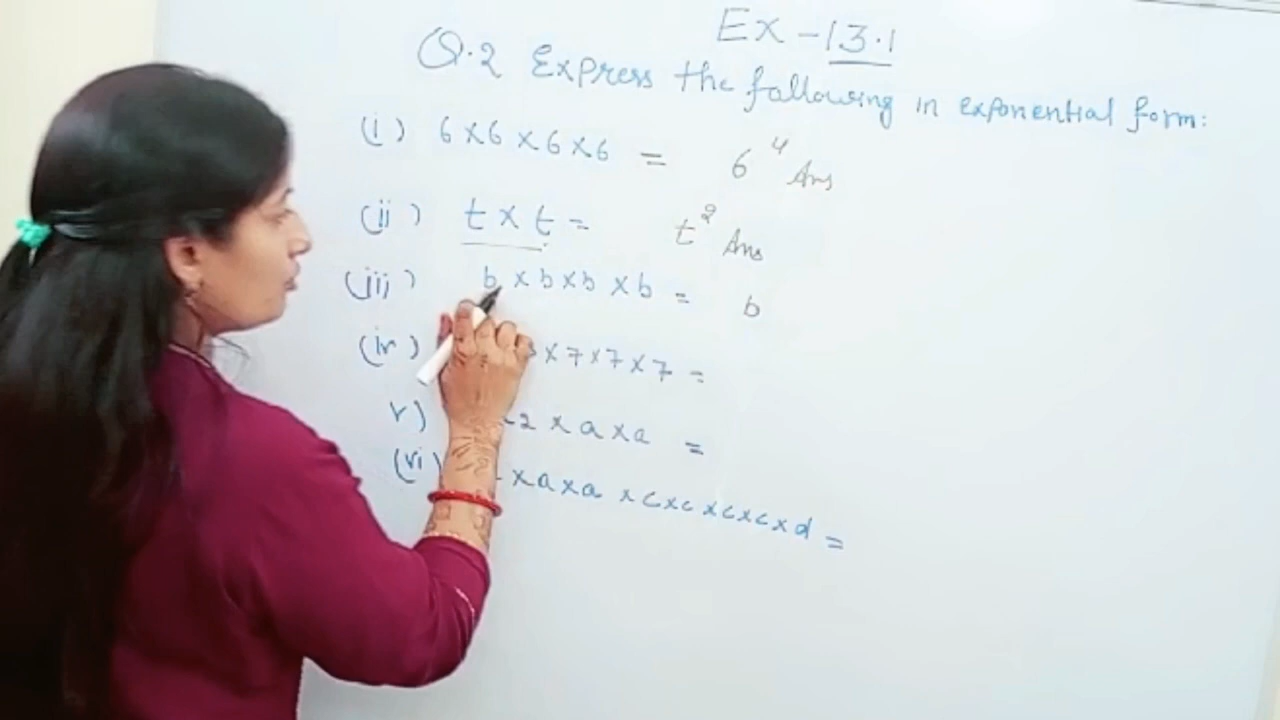 Ex - 13.1
Q.2 Express the following in exponential form:
(i) 6 × 6 × 6 × 6 = 6⁴ Ans
(ii) t × t = t² Ans
(iii) b × b × b × b = b
(iv) × 7 × 7 × 7 =
v) 2 × a × a =
(vi) × a × a × c × c × c × c × d =